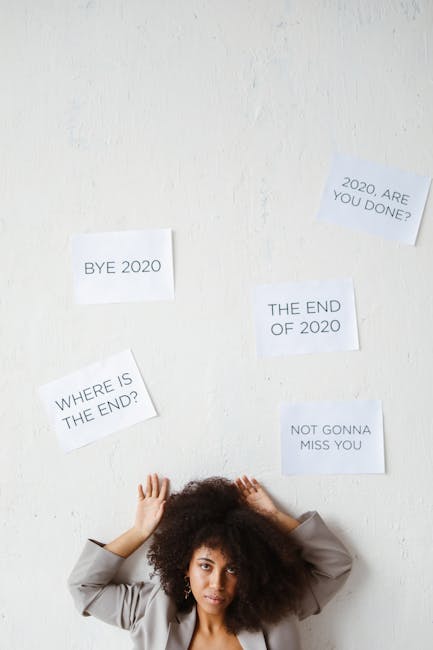 2020, ARE
YOU DONE?
BYE 2020
THE END
OF 2020
WHERE IS
THE END?
NOT GONNA
MISS YOU